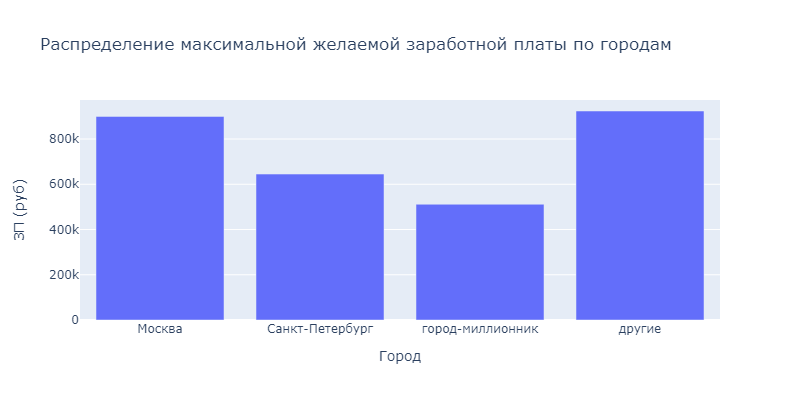 Распределение максимальной желаемой заработной платы по городам
800k
600k
400k
200k
0
ЗП (руб)
Москва
Санкт-Петербург
город-миллионник
другие
Город